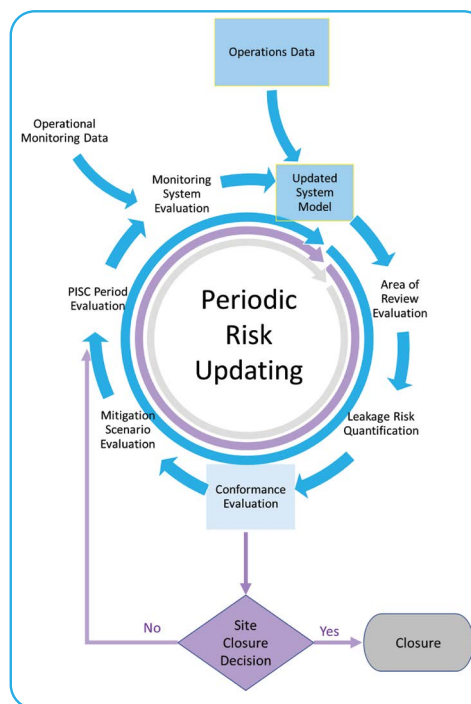 Operations Data
Operational
Monitoring Data
Monitoring
System
Evaluation
Updated
System
Model
PISC Period
Evaluation
Area of
Review
Evaluation
Periodic
Risk
Updating
Mitigation
Scenario
Evaluation
Leakage Risk
Quantification
Conformance
Evaluation
No
Site
Closure
Decision
Yes
Closure